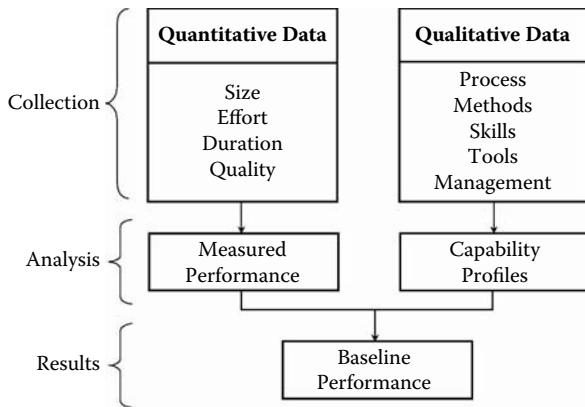 Quantitative Data
Qualitative Data
Collection
Size
Effort
Duration
Quality
Process
Methods
Skills
Tools
Management
Analysis
Measured
Performance
Capability
Profiles
Results
Baseline
Performance